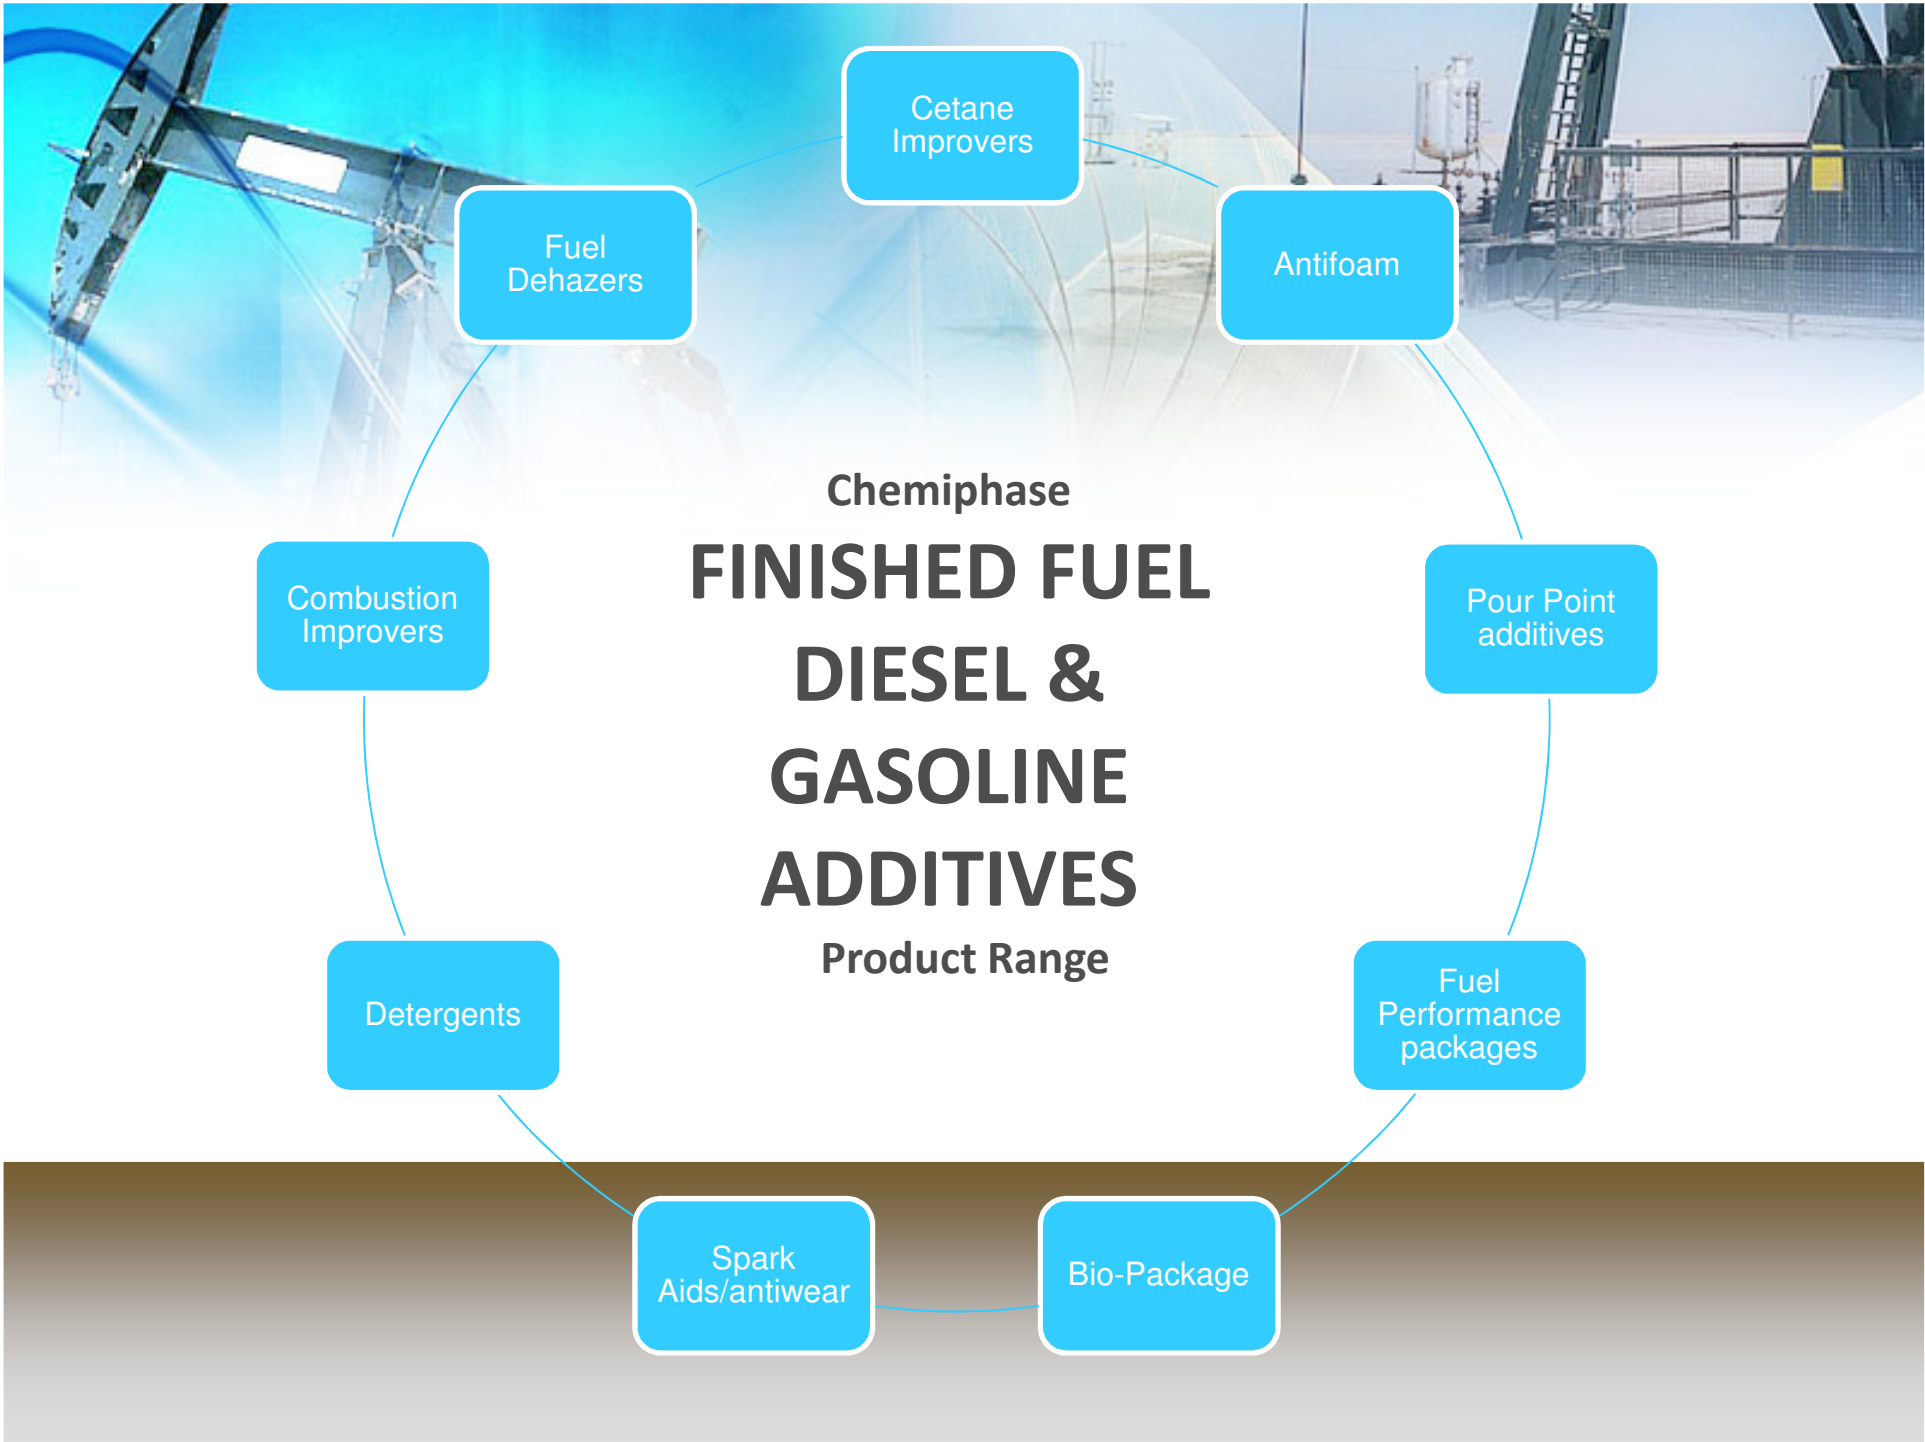 Cetane
Improvers
Fuel
Dehazers
Antifoam
Chemiphase
FINISHED FUEL
DIESEL &
GASOLINE
ADDITIVES
Product Range
Combustion
Improvers
Pour Point
additives
Detergents
Fuel
Performance
packages
Spark
Aids/antiwear
Bio-Package